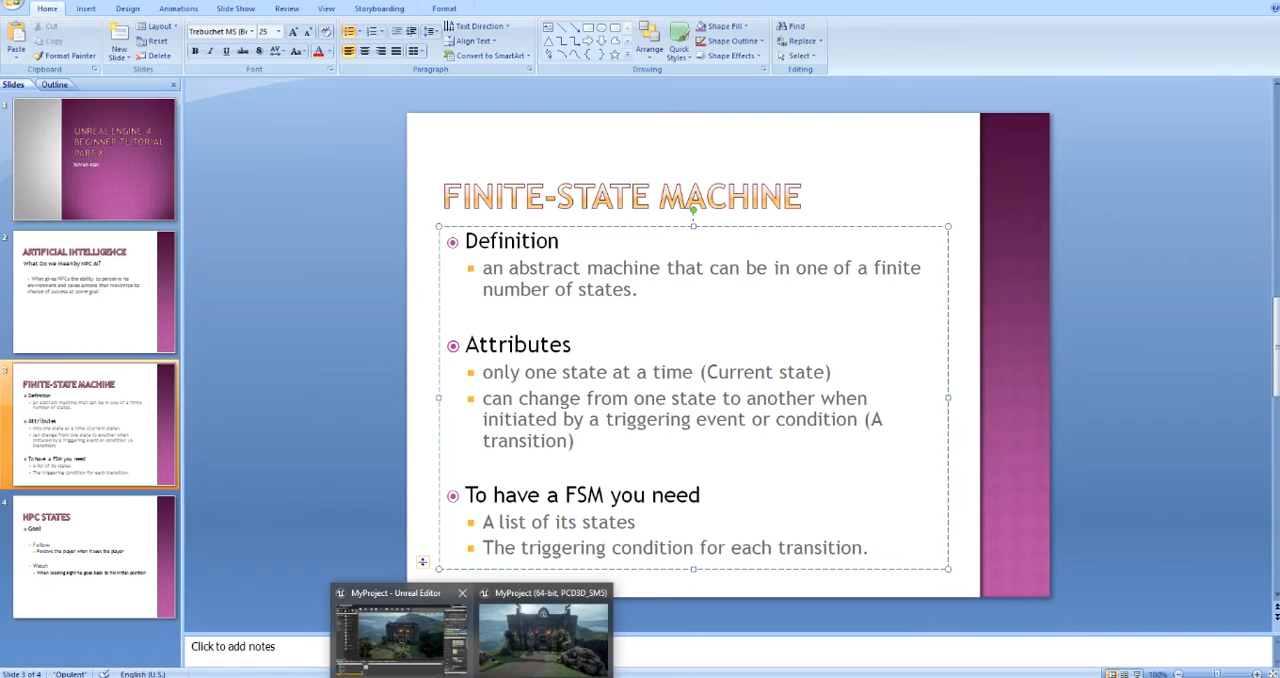 Home Insert Design Animations Slide Show Review View Storyboarding Format
Paste
Cut
Copy
Format Painter
Clipboard
New
Slide
Layout
Reset
Delete
Slides
Trebuchet MS (B 25
B I U abc S AV Aa A
Font
Text Direction
Align Text
Convert to SmartArt
Paragraph
Arrange
Quick
Styles
Shape Fill
Shape Outline
Shape Effects
Drawing
Find
Replace
Select
Editing
Slides Outline
1
UNREAL ENGINE 4
BEGINNER TUTORIAL
PART X
2
ARTIFICIAL INTELLIGENCE
What Do we mean by NPC AI?
What gives NPCs the ability to perceive its
environment and takes actions that maximize its
chance of success at some goal
3
FINITE-STATE MACHINE
Definition
an abstract machine that can be in one of a finite
number of states.
Attributes
only one state at a time (Current state)
can change from one state to another when
initiated by a triggering event or condition (A
transition)
To have a FSM you need
A list of its states
The triggering condition for each transition.
4
NPC STATES
Goal
Follow
Follows the player when it sees the player
Watch
When loosing sight he goes back to his initial position
FINITE-STATE MACHINE
Definition
an abstract machine that can be in one of a finite
number of states.
Attributes
only one state at a time (Current state)
can change from one state to another when
initiated by a triggering event or condition (A
transition)
To have a FSM you need
A list of its states
The triggering condition for each transition.
MyProject - Unreal Editor
MyProject (64-bit, PCD3D_SM5)
Click to add notes
Slide 3 of 4 "Opulent" English (U.S.) 100%